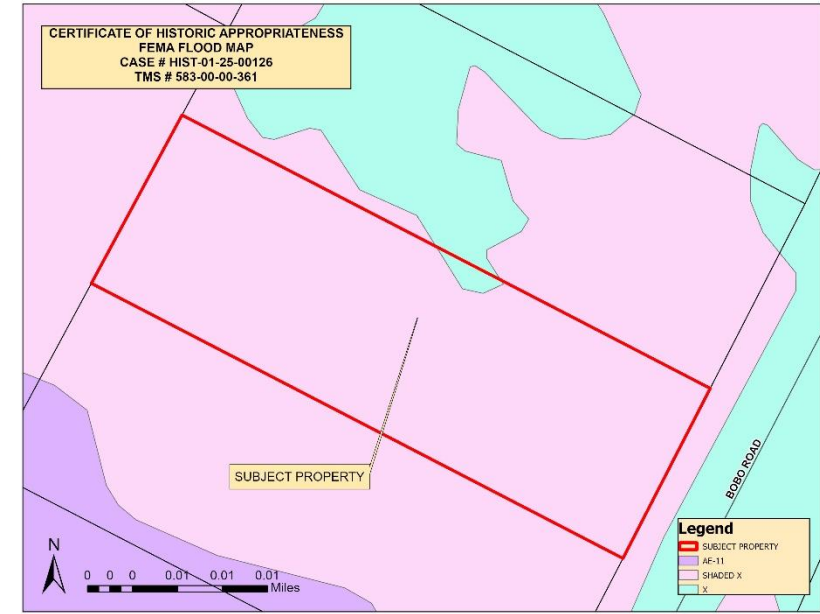 CERTIFICATE OF HISTORIC APPROPRIATENESS
FEMA FLOOD MAP
CASE # HIST-01-25-00126
TMS # 583-00-00-361
SUBJECT PROPERTY
BOBO ROAD
N
0 0 0 0.01 0.01 0.01
Miles
Legend
SUBJECT PROPERTY
AE-11
SHADED X
X